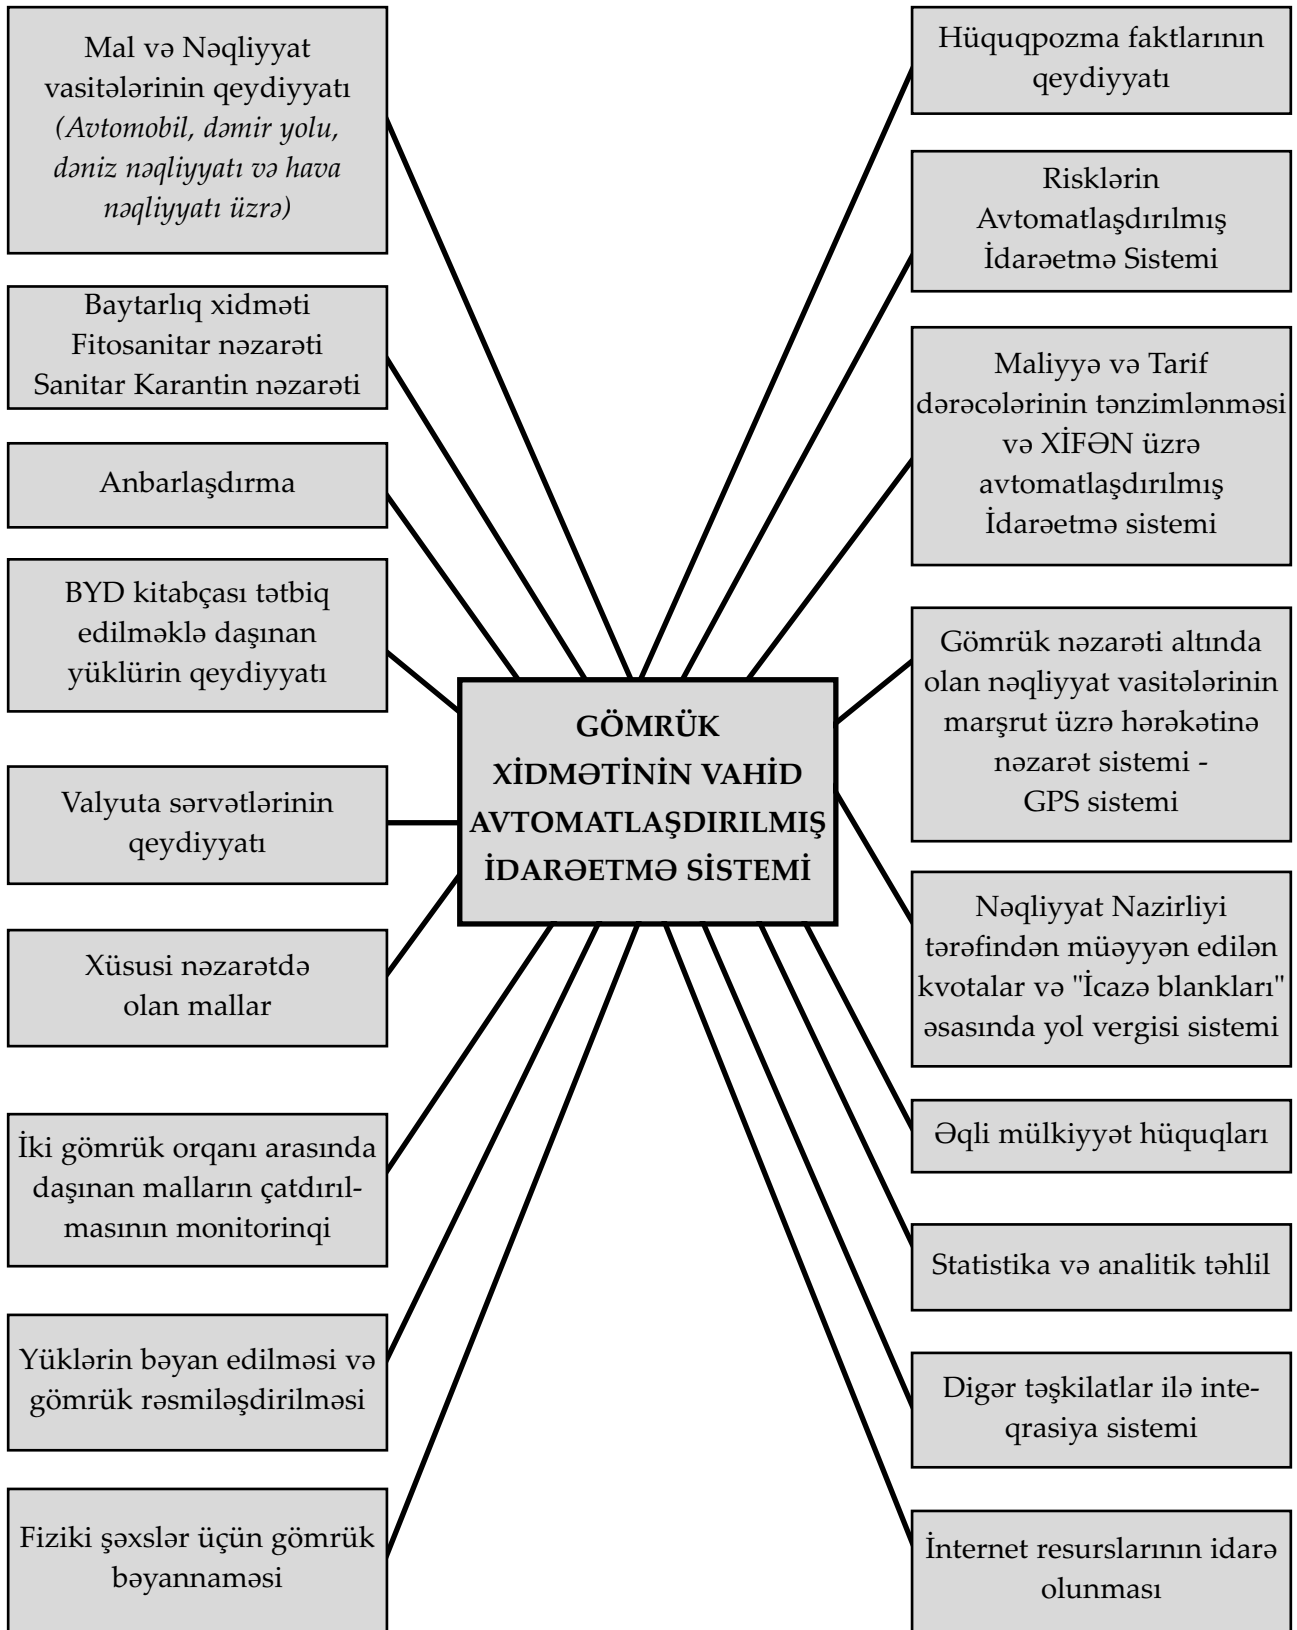 Mal və Nəqliyyat
vasitələrinin qeydiyyatı
(Avtomobil, dəmir yolu,
dəniz nəqliyyatı və hava
nəqliyyatı üzrə)
Baytarlıq xidməti
Fitosanitar nəzarəti
Sanitar Karantin nəzarəti
Anbarlaşdırma
BYD kitabçası tətbiq
edilməklə daşınan
yüklürin qeydiyyatı
Valyuta sərvətlərinin
qeydiyyatı
Xüsusi nəzarətdə
olan mallar
İki gömrük orqanı arasında
daşınan malların çatdırıl-
masının monitorinqi
Yüklərin bəyan edilməsi və
gömrük rəsmiləşdirilməsi
Fiziki şəxslər üçün gömrük
bəyannaməsi
GÖMRÜK
XİDMƏTİNİN VAHİD
AVTOMATLAŞDIRILMIŞ
İDARƏETMƏ SİSTEMİ
Hüquqpozma faktlarının
qeydiyyatı
Risklərin
Avtomatlaşdırılmış
İdarəetmə Sistemi
Maliyyə və Tarif
dərəcələrinin tənzimlənməsi
və XİFƏN üzrə
avtomatlaşdırılmış
İdarəetmə sistemi
Gömrük nəzarəti altında
olan nəqliyyat vasitələrinin
marşrut üzrə hərəkətinə
nəzarət sistemi -
GPS sistemi
Nəqliyyat Nazirliyi
tərəfindən müəyyən edilən
kvotalar və "İcazə blankları"
əsasında yol vergisi sistemi
Əqli mülkiyyət hüquqları
Statistika və analitik təhlil
Digər təşkilatlar ilə inte-
qrasiya sistemi
İnternet resurslarının idarə
olunması